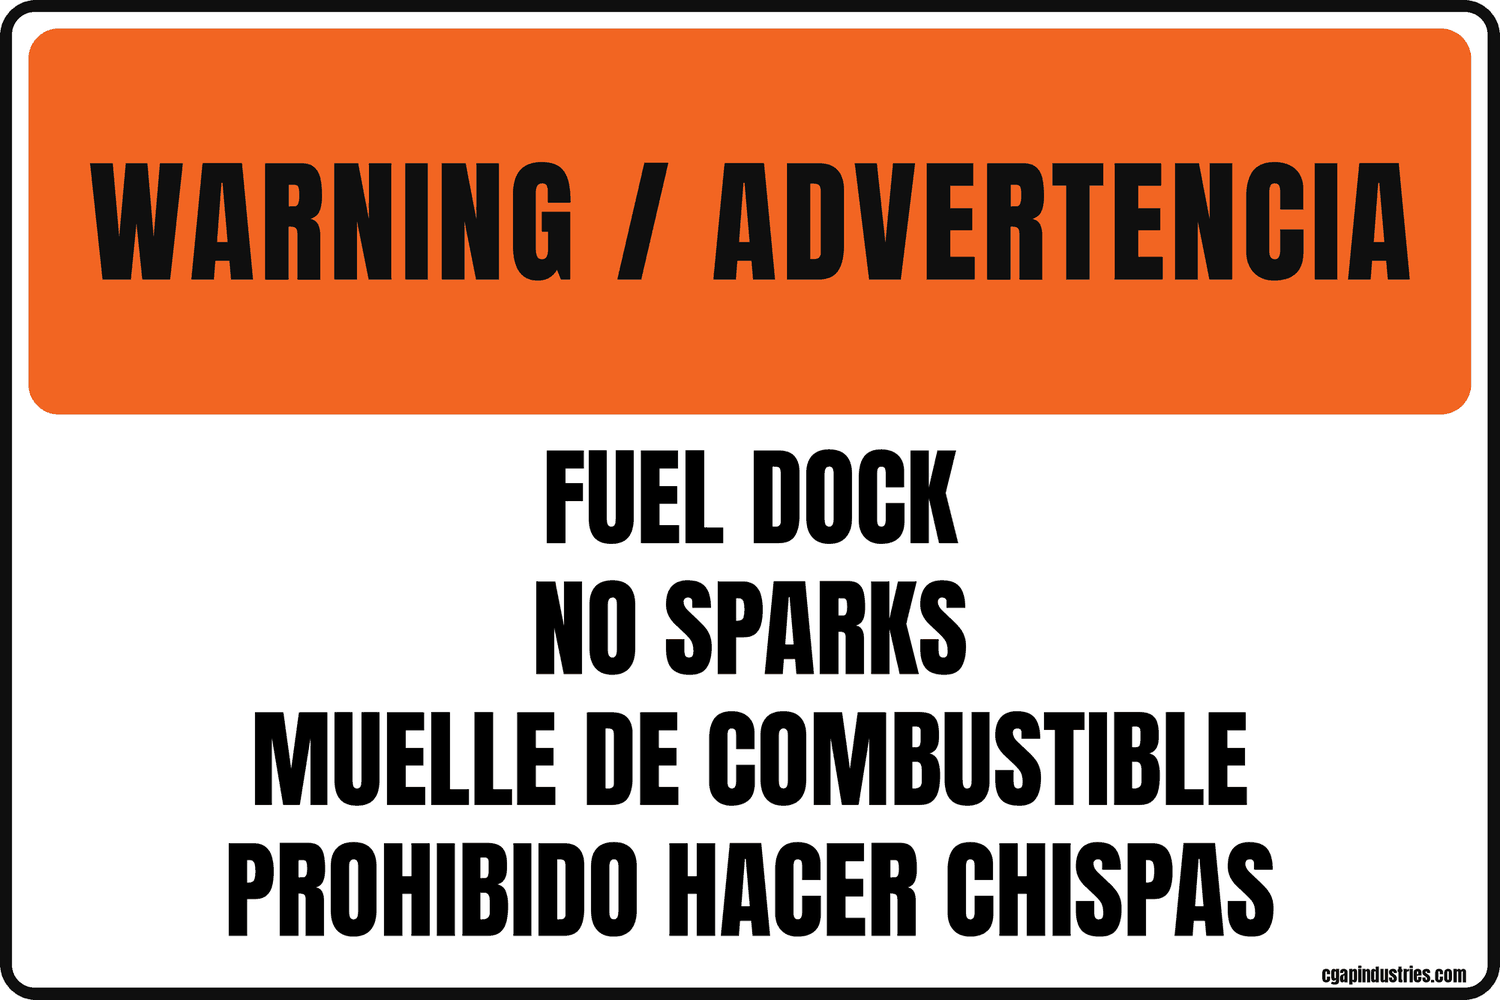 WARNING / ADVERTENCIA
FUEL DOCK
NO SPARKS
MUELLE DE COMBUSTIBLE
PROHIBIDO HACER CHISPAS
cgapindustries.com